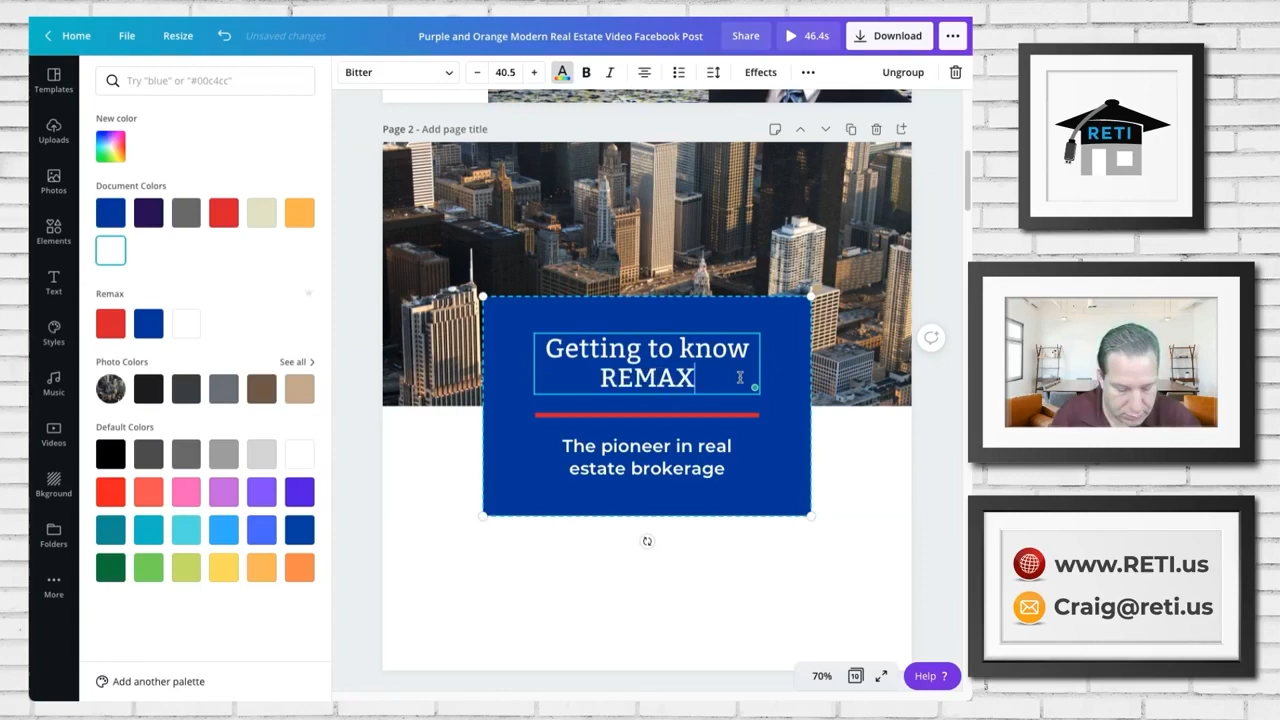 Home
File
Resize
Unsaved changes
Purple and Orange Modern Real Estate Video Facebook Post
Share
46.4s
Download
Templates
Uploads
Photos
Elements
Text
Styles
Music
Videos
Bkground
Folders
More
Try "blue" or "#00c4cc"
New color
Document Colors
Remax
Photo Colors
See all
Default Colors
Add another palette
Bitter
40.5
A
B
I
Effects
Ungroup
Page 2 - Add page title
Getting to know
REMAX
The pioneer in real
estate brokerage
70%
10
Help ?
RETI
www.RETI.us
Craig@reti.us